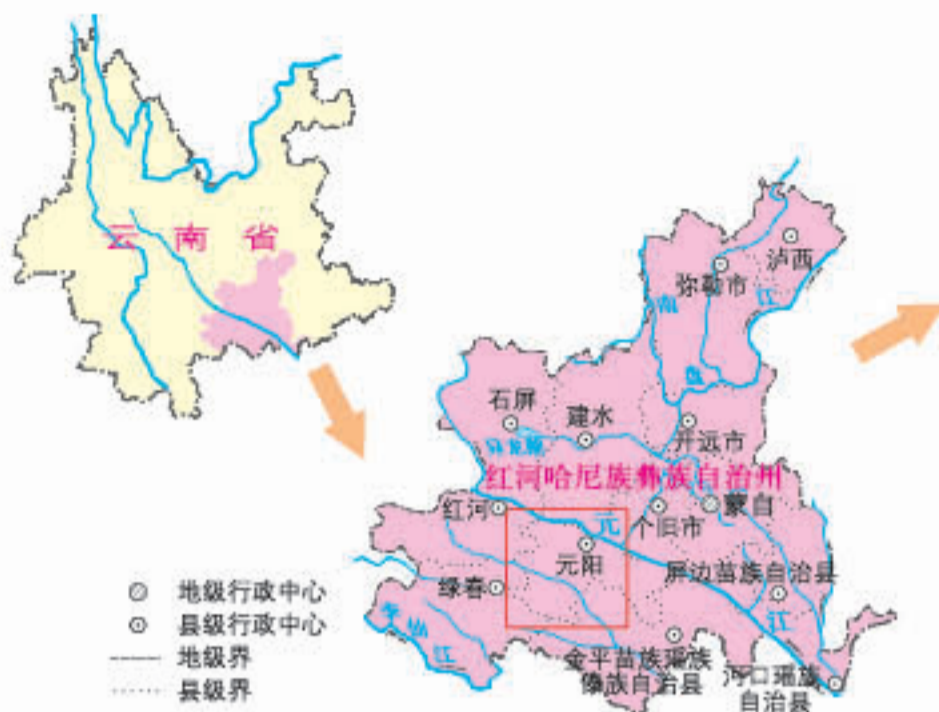 云南省
泸西
弥勒市
南
江
盘
石屏
建水
开远市
红河哈尼族彝族自治州
红河
元
个旧市
蒙自
元阳
屏边苗族自治县
绿春
江
李仙江
金平苗族瑶族
傣族自治县
河口瑶族
自治县
地级行政中心
县级行政中心
地级界
县级界